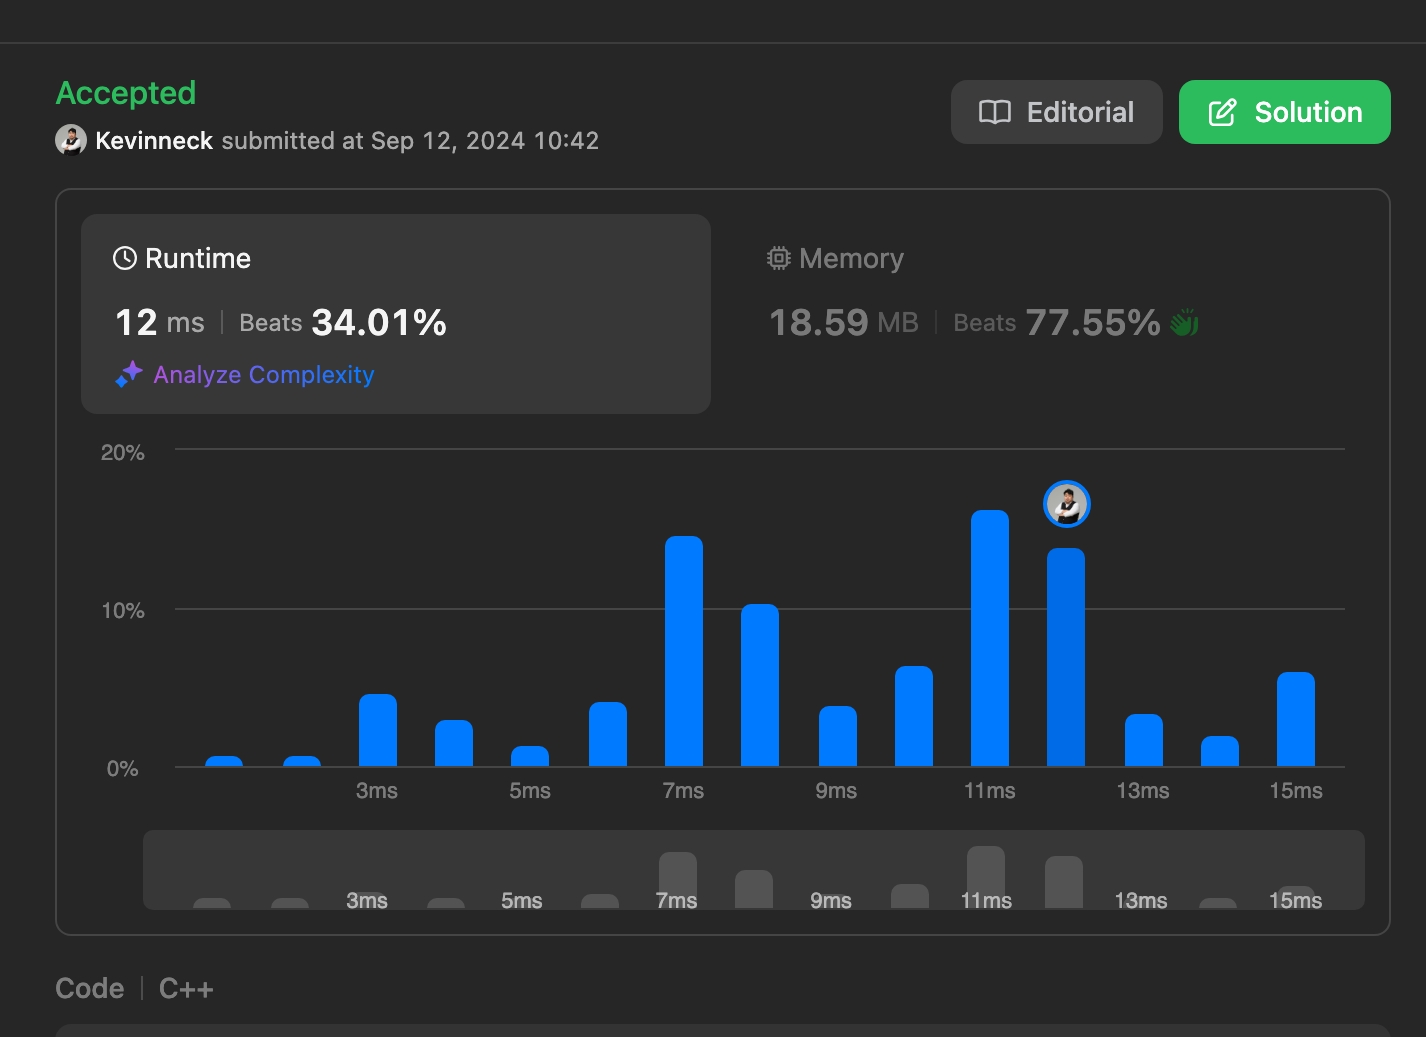 Accepted
Editorial
Solution
Kevinneck submitted at Sep 12, 2024 10:42
Runtime
Memory
12 ms | Beats 34.01%
18.59 MB | Beats 77.55%
Analyze Complexity
20%
10%
0%
3ms 5ms 7ms 9ms 11ms 13ms 15ms
3ms 5ms 7ms 9ms 11ms 13ms 15ms
Code | C++